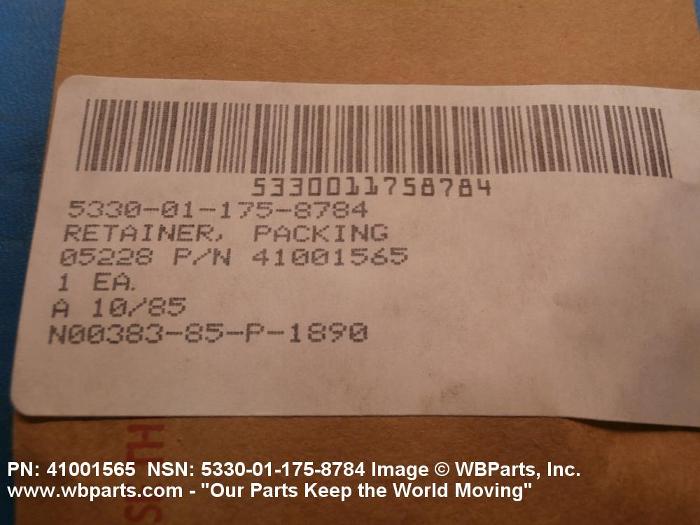 5330011758784
5330-01-175-8784
RETAINER, PACKING
05228 P/N 41001565
1 EA.
A 10/85
N00383-85-P-1890
PN: 41001565 NSN: 5330-01-175-8784 Image © WBParts, Inc.
www.wbparts.com - "Our Parts Keep the World Moving"